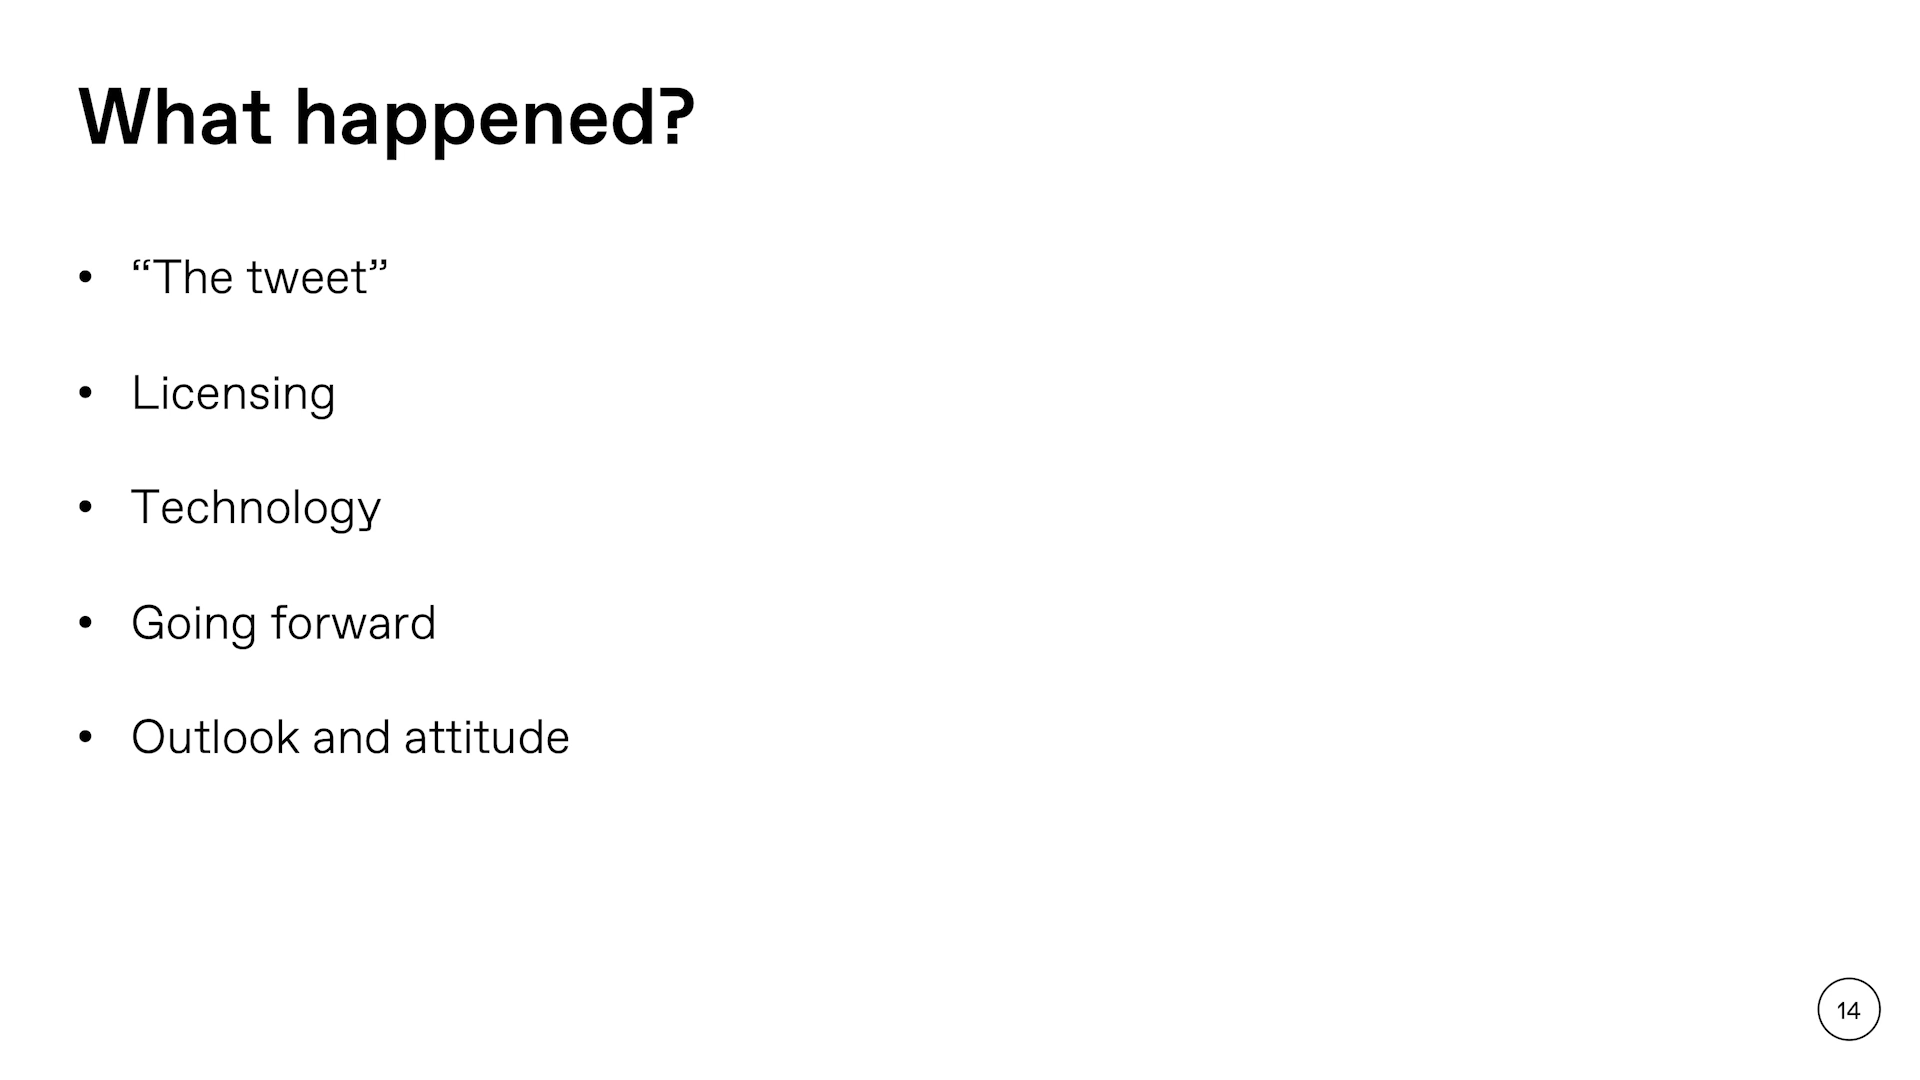 What happened?
• “The tweet”
• Licensing
• Technology
• Going forward
• Outlook and attitude
14